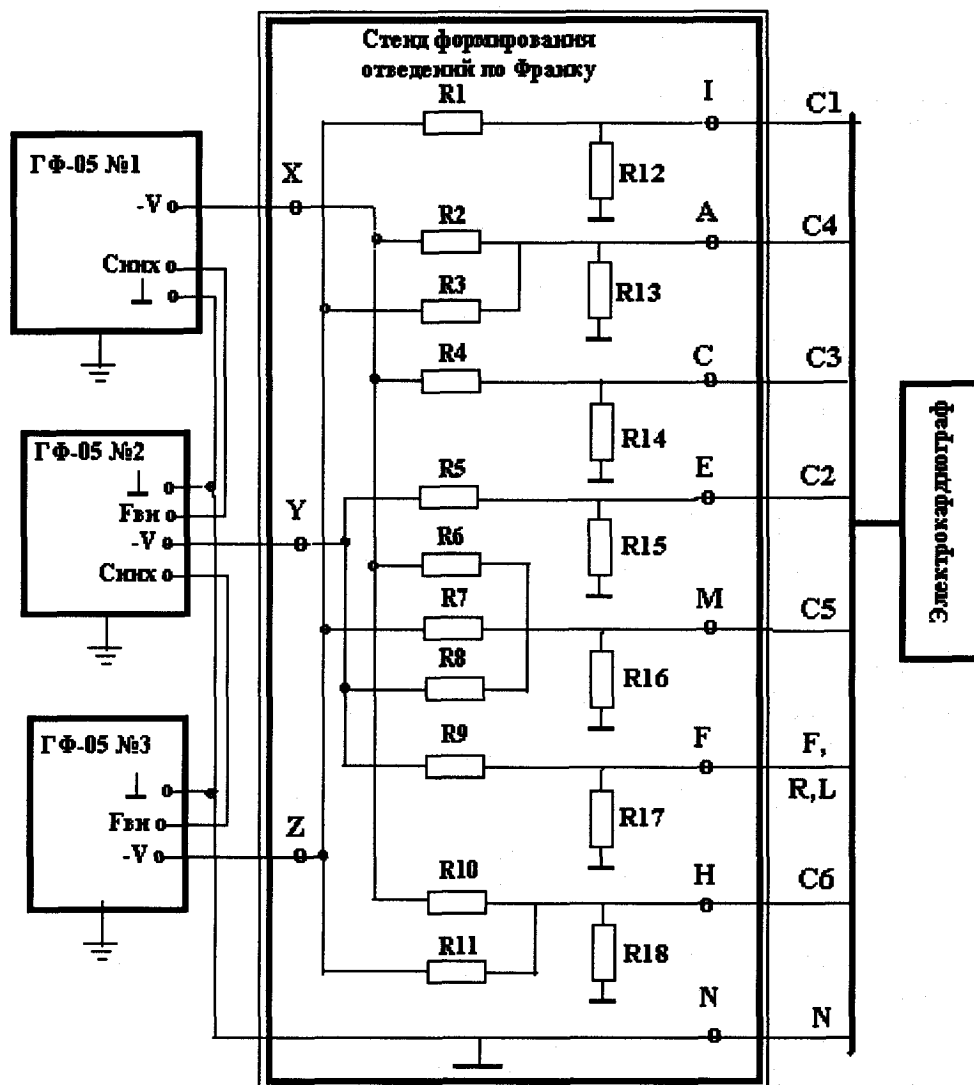 Стенд формирования
отведений по Франку
ГФ-05 №1
-V
Синх
X
ГФ-05 №2
Fвн
-V
Синх
Y
ГФ-05 №3
Fвн
-V
Z
R1
R2
R3
R4
R5
R6
R7
R8
R9
R10
R11
R12
R13
R14
R15
R16
R17
R18
I
A
C
E
M
F
H
N
C1
C4
C3
C2
C5
F,
R,L
C6
N
Электрокардиограф